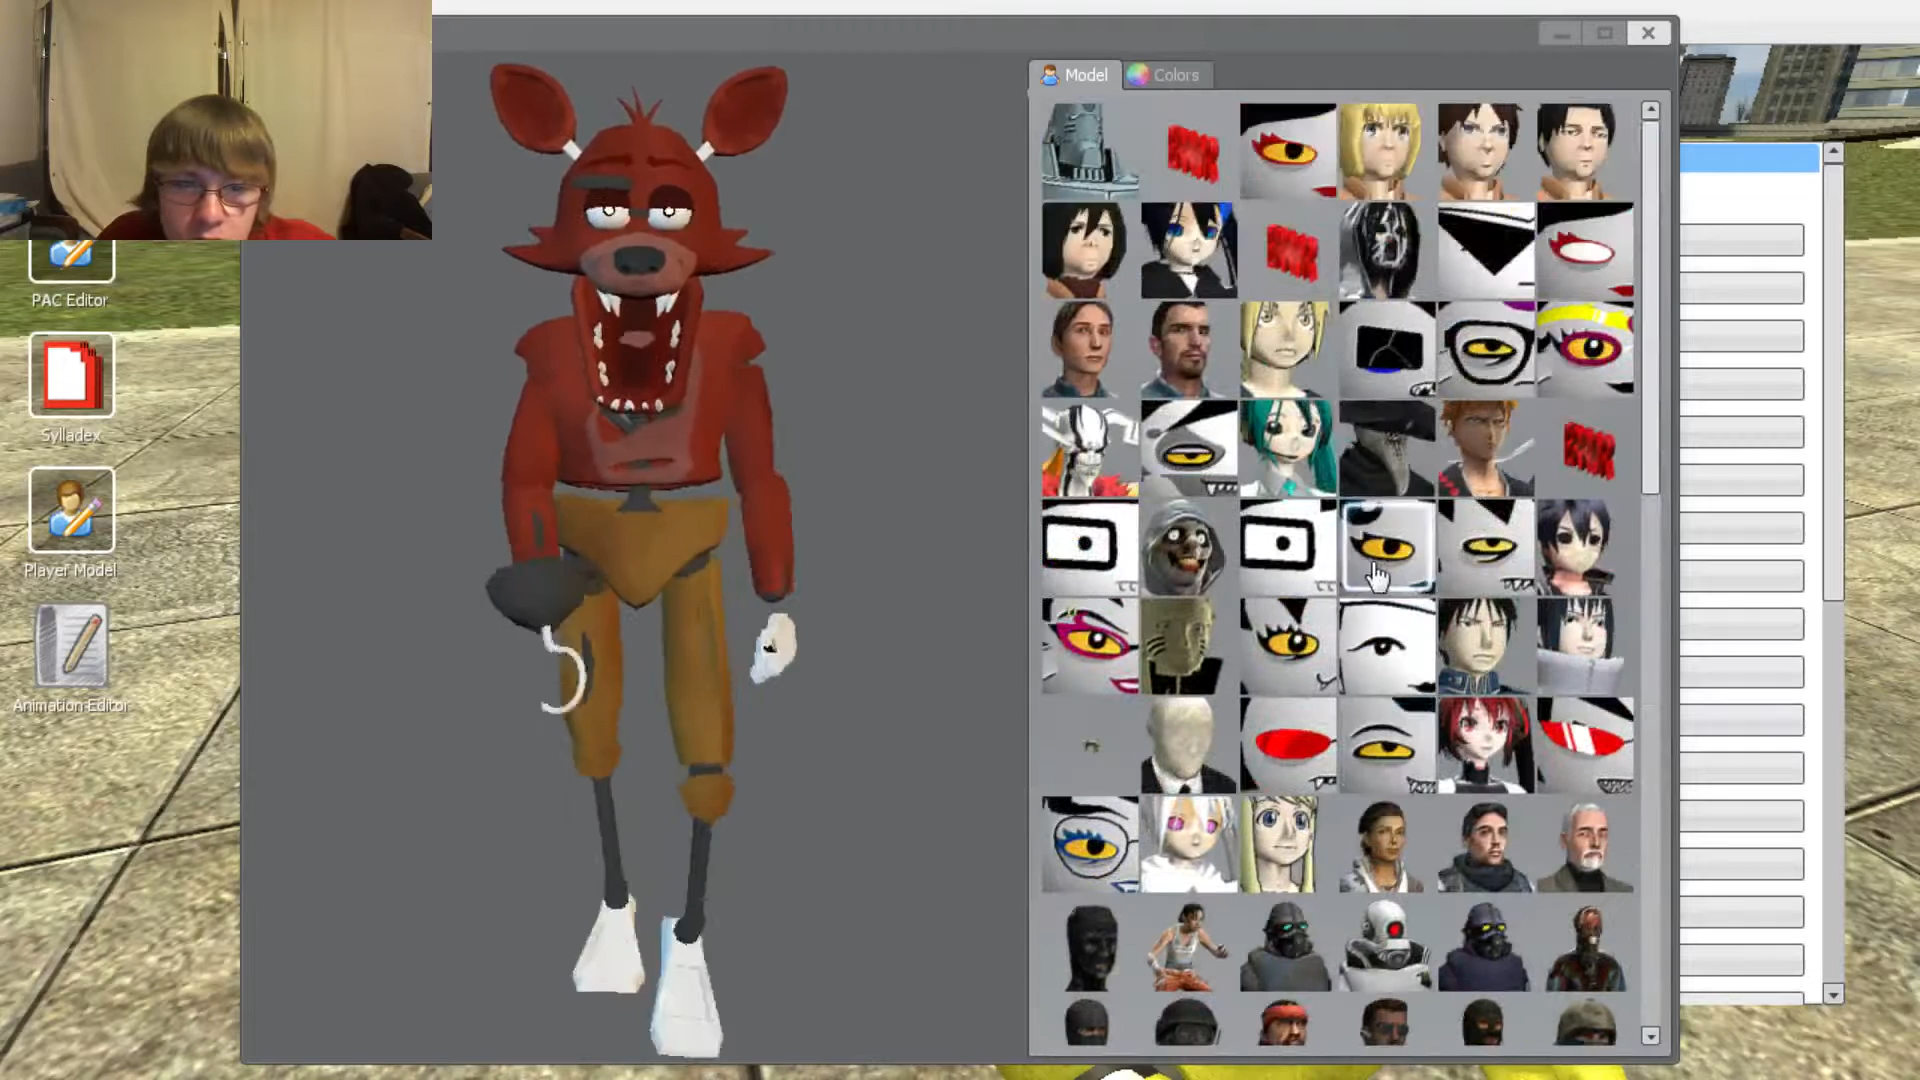 Model
Colors
PAC Editor
Sylladex
Player Model
Animation Editor